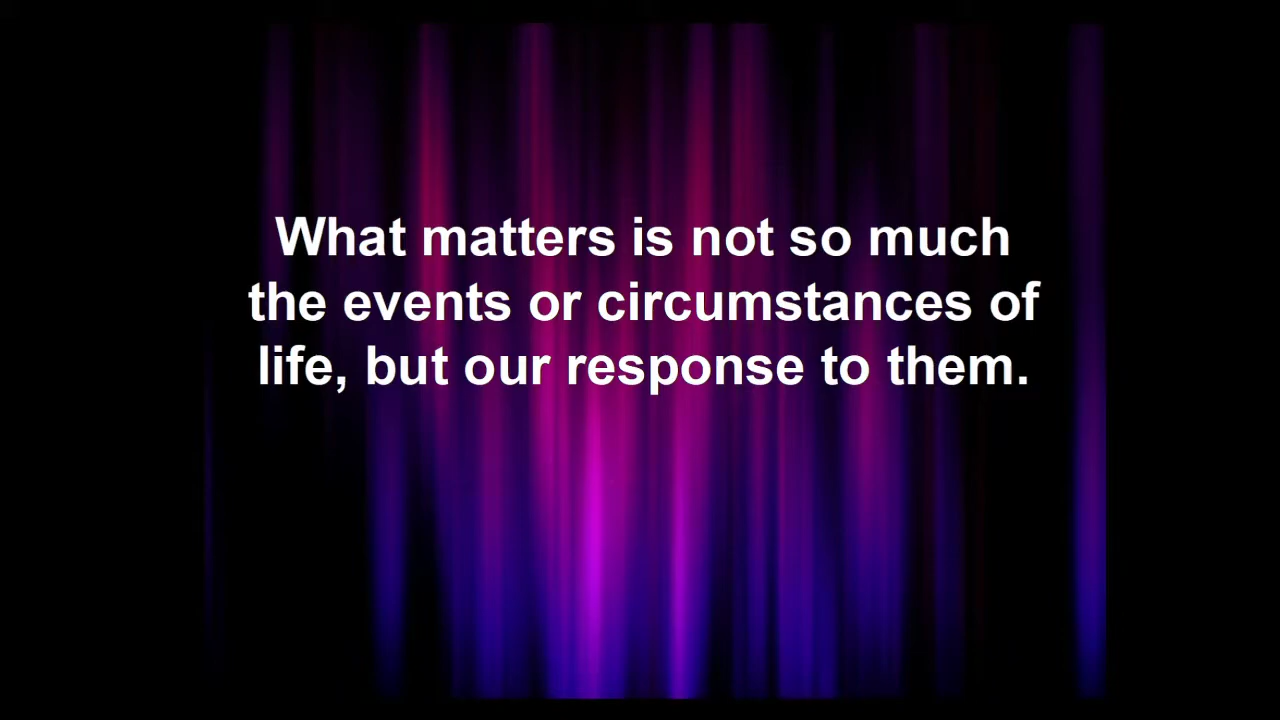 What matters is not so much
the events or circumstances of
life, but our response to them.